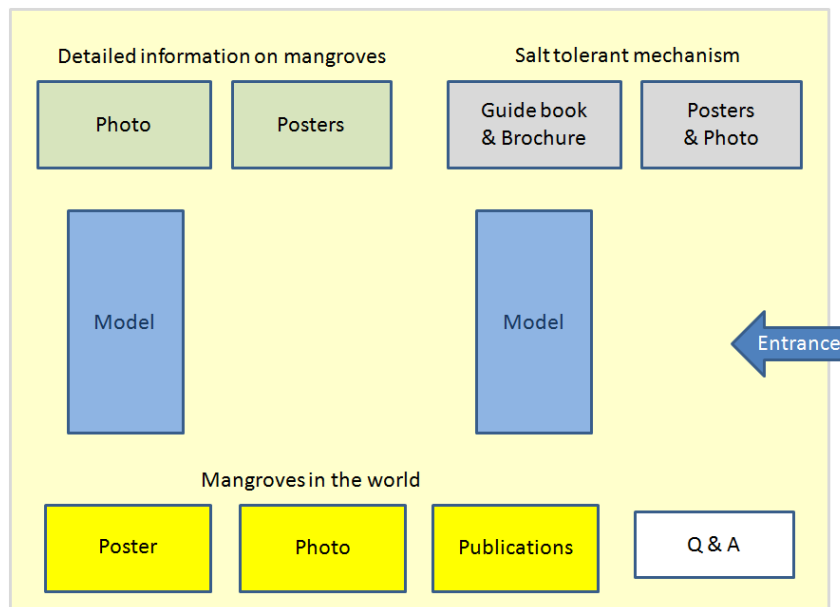 Detailed information on mangroves
Salt tolerant mechanism
Photo
Posters
Guide book
& Brochure
Posters
& Photo
Model
Model
Entrance
Mangroves in the world
Poster
Photo
Publications
Q & A